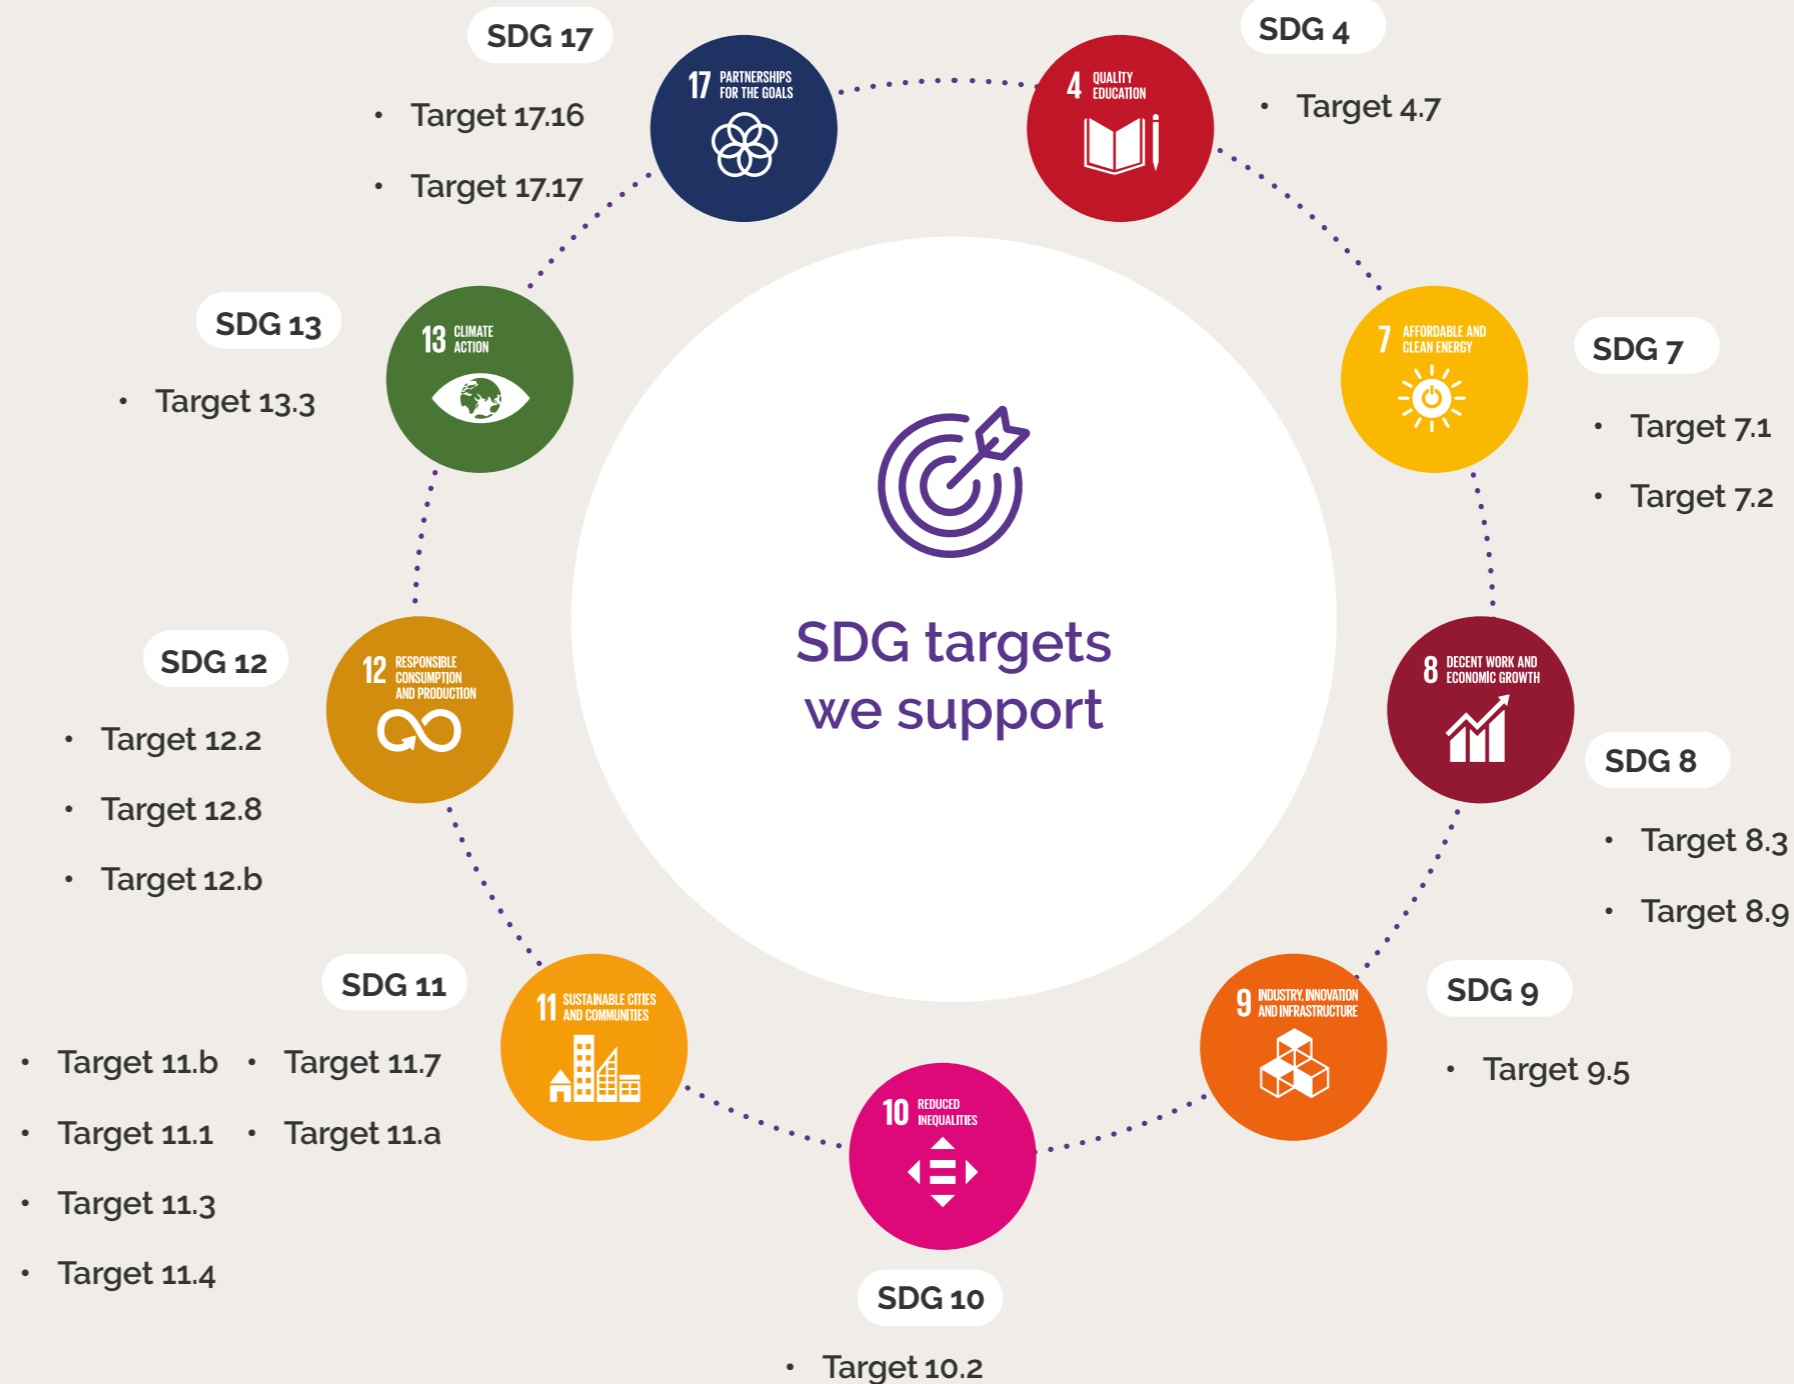 SDG 17
• Target 17.16
• Target 17.17
17 PARTNERSHIPS
FOR THE GOALS
SDG 4
• Target 4.7
4 QUALITY
EDUCATION
SDG 7
• Target 7.1
• Target 7.2
7 AFFORDABLE AND
CLEAN ENERGY
SDG 8
• Target 8.3
• Target 8.9
8 DECENT WORK AND
ECONOMIC GROWTH
SDG 9
• Target 9.5
9 INDUSTRY, INNOVATION
AND INFRASTRUCTURE
SDG 10
• Target 10.2
10 REDUCED
INEQUALITIES
SDG 11
• Target 11.b
• Target 11.1
• Target 11.3
• Target 11.4
• Target 11.7
• Target 11.a
11 SUSTAINABLE CITIES
AND COMMUNITIES
SDG 12
• Target 12.2
• Target 12.8
• Target 12.b
12 RESPONSIBLE
CONSUMPTION
AND PRODUCTION
SDG 13
• Target 13.3
13 CLIMATE
ACTION
SDG targets
we support